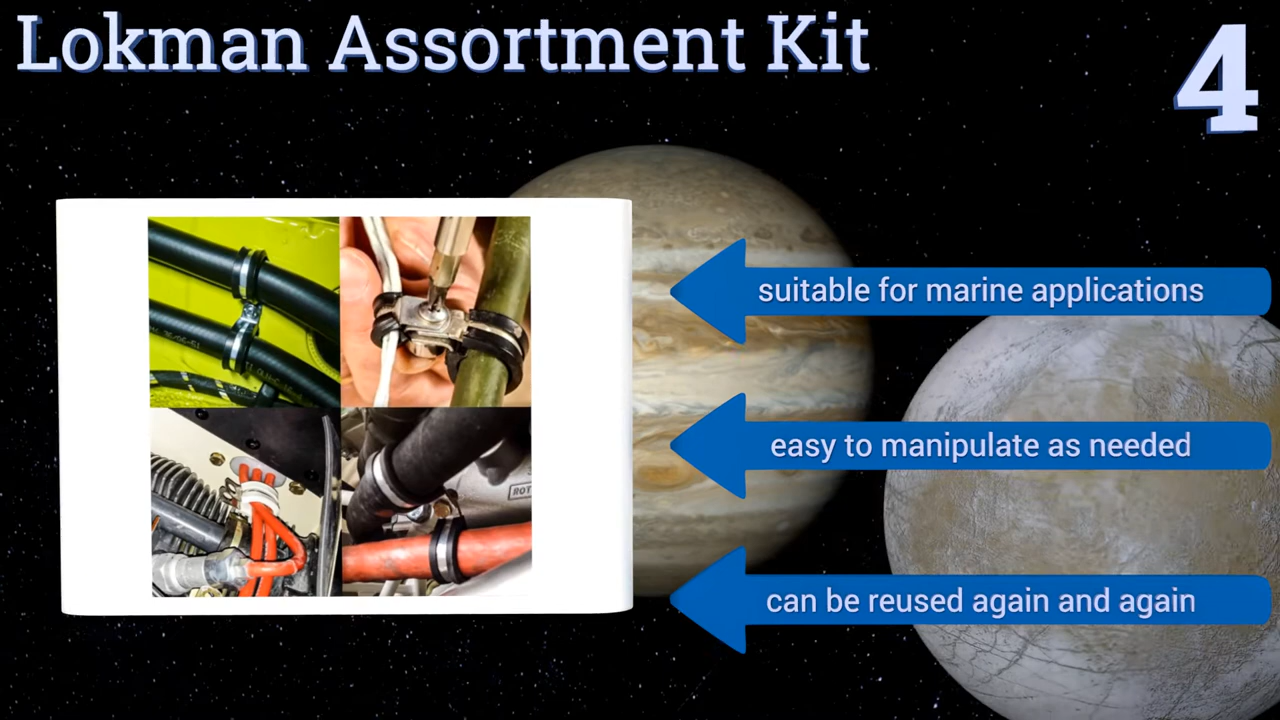 Lokman Assortment Kit
4
suitable for marine applications
easy to manipulate as needed
can be reused again and again
ROT